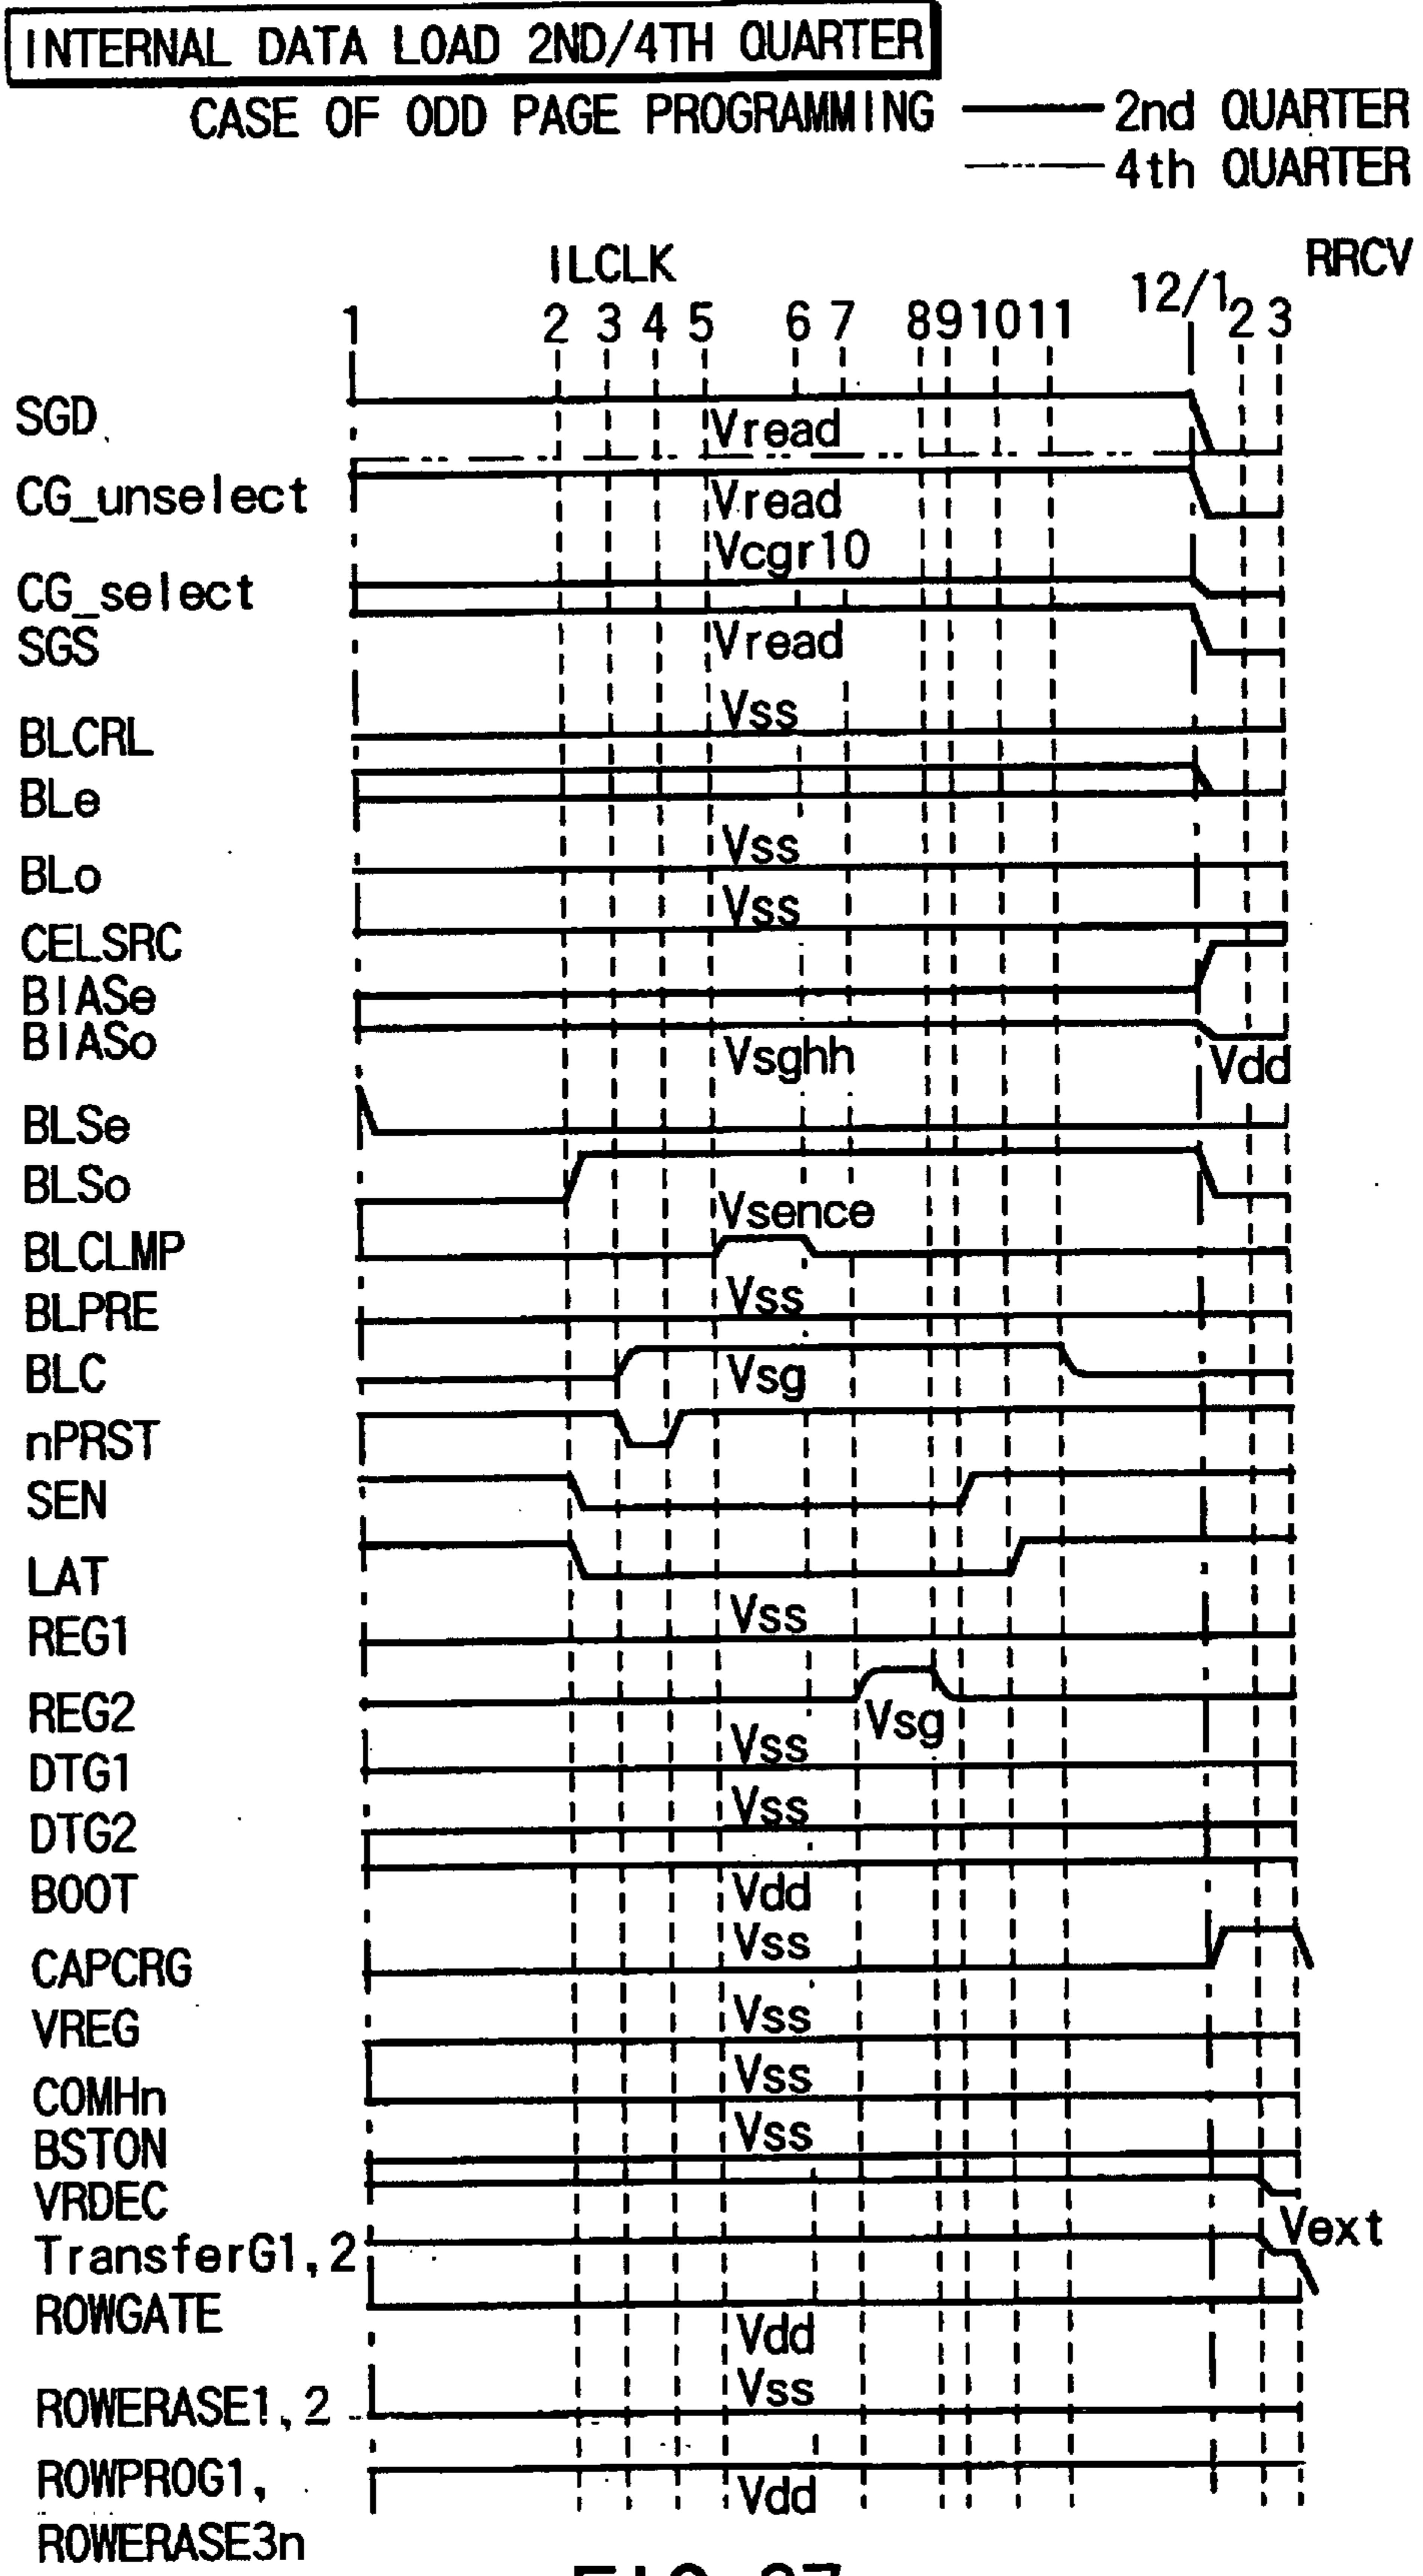 INTERNAL DATA LOAD 2ND/4TH QUARTER
CASE OF ODD PAGE PROGRAMMING
2nd QUARTER
4th QUARTER
ILCLK
RRCV
1 2 3 4 5 6 7 8 9 10 11 12/1 2 3
SGD
Vread
CG_unselect
Vread
Vcgr10
CG_select
SGS
Vread
Vss
BLCRL
BLe
Vss
BLo
Vss
CELSRC
BIASe
BIASo
Vsghh
Vdd
BLSe
BLSo
Vsence
BLCLMP
Vss
BLPRE
BLC
Vsg
nPRST
SEN
LAT
Vss
REG1
REG2
Vsg
Vss
DTG1
Vss
DTG2
BOOT
Vdd
Vss
CAPCRG
Vss
VREG
Vss
COMHn
Vss
BSTON
VRDEC
Vext
TransferG1,2
ROWGATE
Vdd
Vss
ROWERASE1,2
ROWPROG1,
Vdd
ROWERASE3n